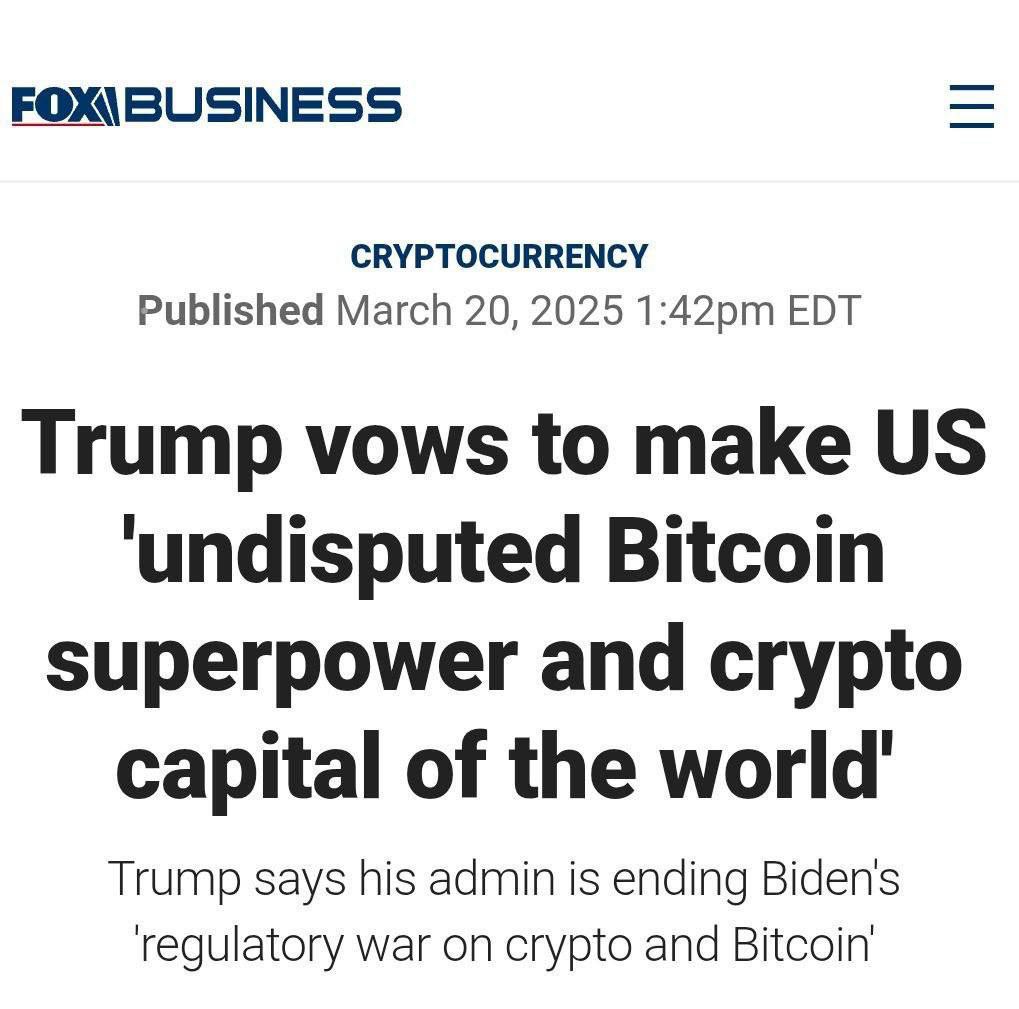 FOX BUSINESS
CRYPTOCURRENCY
Published March 20, 2025 1:42pm EDT
Trump vows to make US
'undisputed Bitcoin
superpower and crypto
capital of the world'
Trump says his admin is ending Biden's
'regulatory war on crypto and Bitcoin'